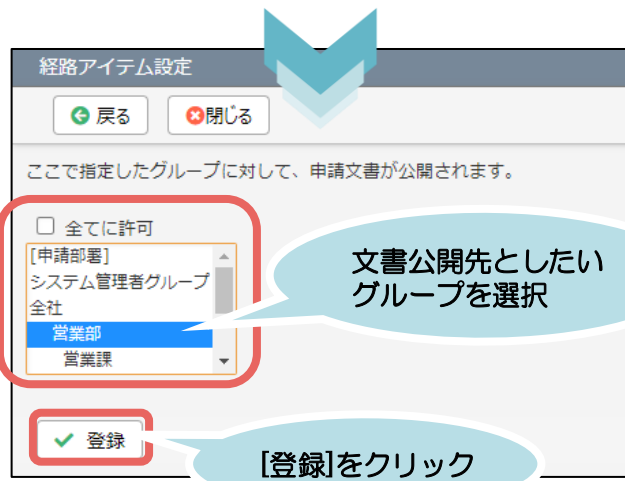 経路アイテム設定
戻る
閉じる
ここで指定したグループに対して、申請文書が公開されます。
全てに許可
[申請部署]
システム管理者グループ
全社
営業部
営業課
文書公開先としたい
グループを選択
登録
[登録]をクリック